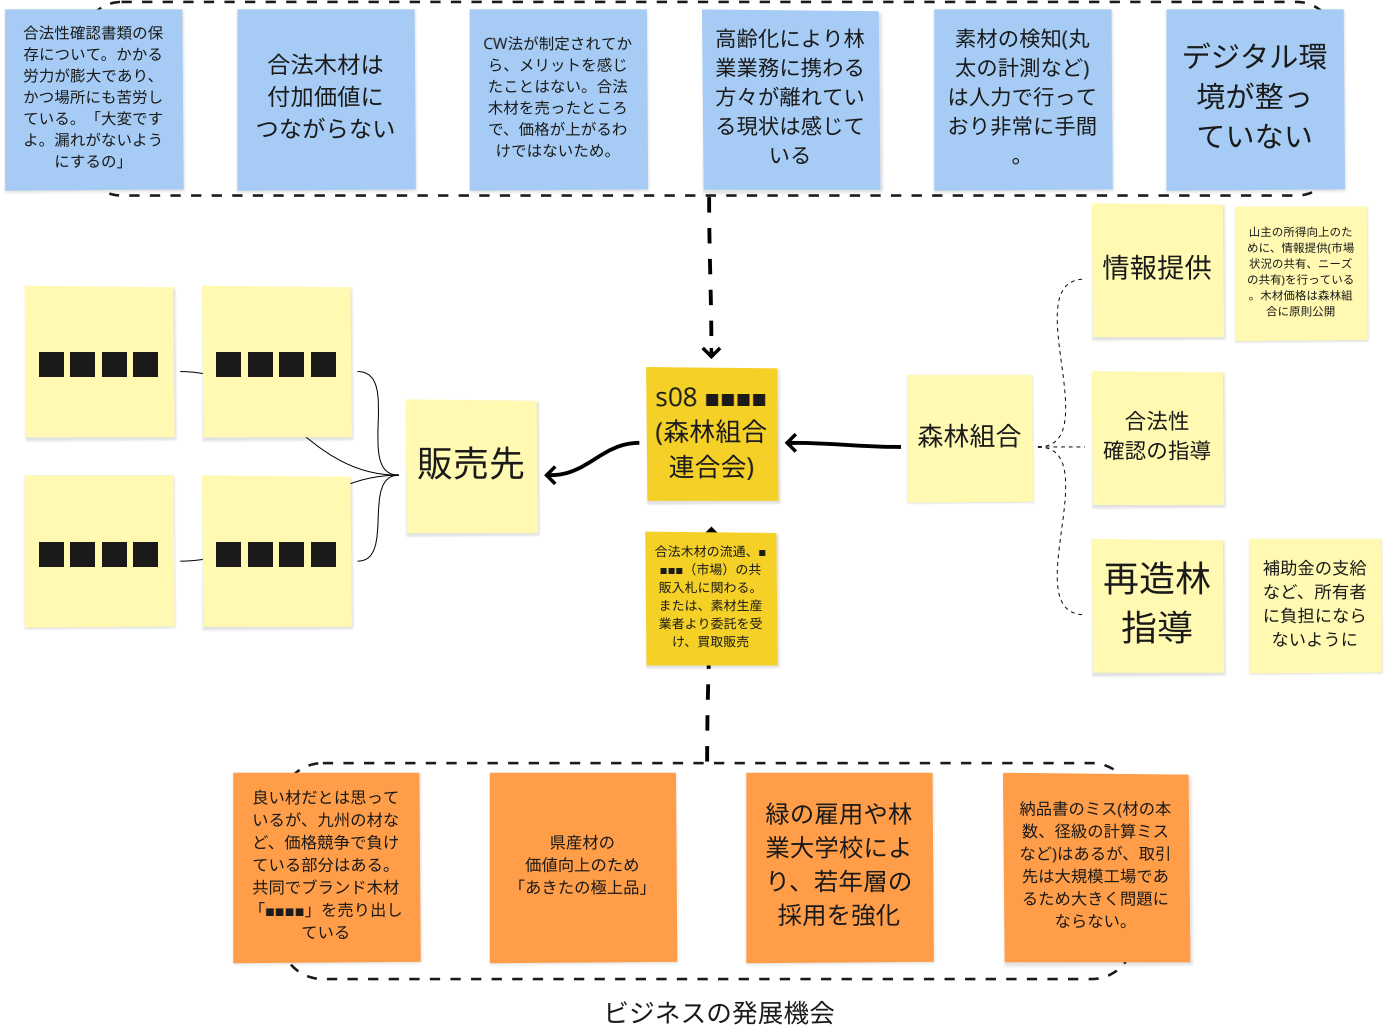 合法性確認書類の保
存について。かかる
労力が膨大であり、
かつ場所にも苦労し
ている。「大変です
よ。漏れがないよう
にするの」
合法木材は
付加価値に
つながらない
CW法が制定されてか
ら、メリットを感じ
たことはない。合法
木材を売ったところ
で、価格が上がるわ
けではないため。
高齢化により林
業業務に携わる
方々が離れてい
る現状は感じて
いる
素材の検知(丸
太の計測など)
は人力で行って
おり非常に手間
。
デジタル環
境が整っ
ていない
情報提供
山主の所得向上のた
めに、情報提供(市場
状況の共有、ニーズ
の共有)を行っている
。木材価格は森林組
合に原則公開
■■■■
■■■■
■■■■
■■■■
販売先
s08 ■■■■
(森林組合
連合会)
森林組合
合法性
確認の指導
合法木材の流通、■
■■■（市場）の共
販入札に関わる。
または、素材生産
業者より委託を受
け、買取販売
再造林
指導
補助金の支給
など、所有者
に負担になら
ないように
良い材だとは思って
いるが、九州の材な
ど、価格競争で負け
ている部分はある。
共同でブランド木材
「■■■■」を売り出し
ている
県産材の
価値向上のため
「あきたの極上品」
緑の雇用や林
業大学校によ
り、若年層の
採用を強化
納品書のミス(材の本
数、径級の計算ミス
など)はあるが、取引
先は大規模工場であ
るため大きく問題に
ならない。
ビジネスの発展機会